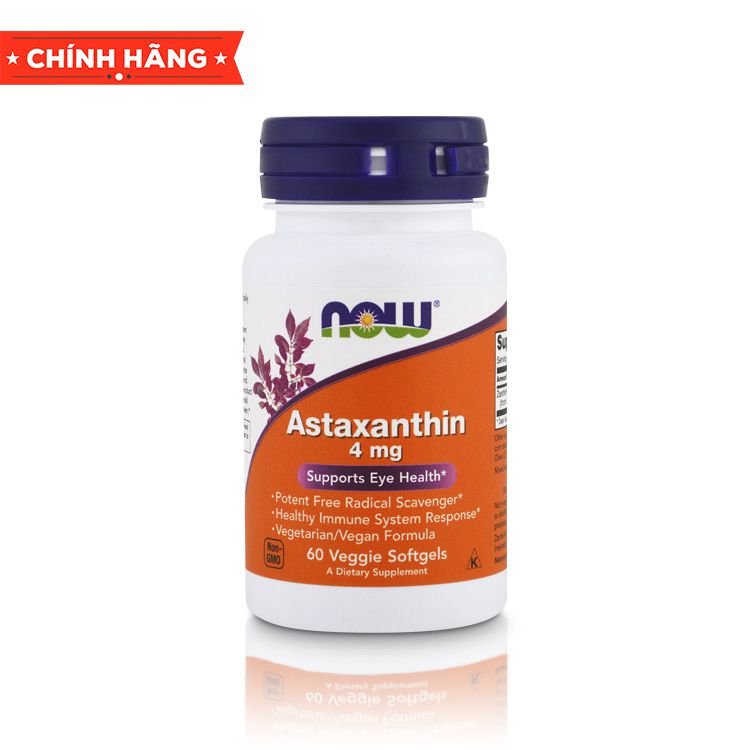 ★ CHÍNH HÃNG ★
NOW®
Astaxanthin
4 mg
Supports Eye Health*
• Potent Free Radical Scavenger*
• Healthy Immune System Response*
• Vegetarian/Vegan Formula
Non-
GMO
60 Veggie Softgels
A Dietary Supplement
K